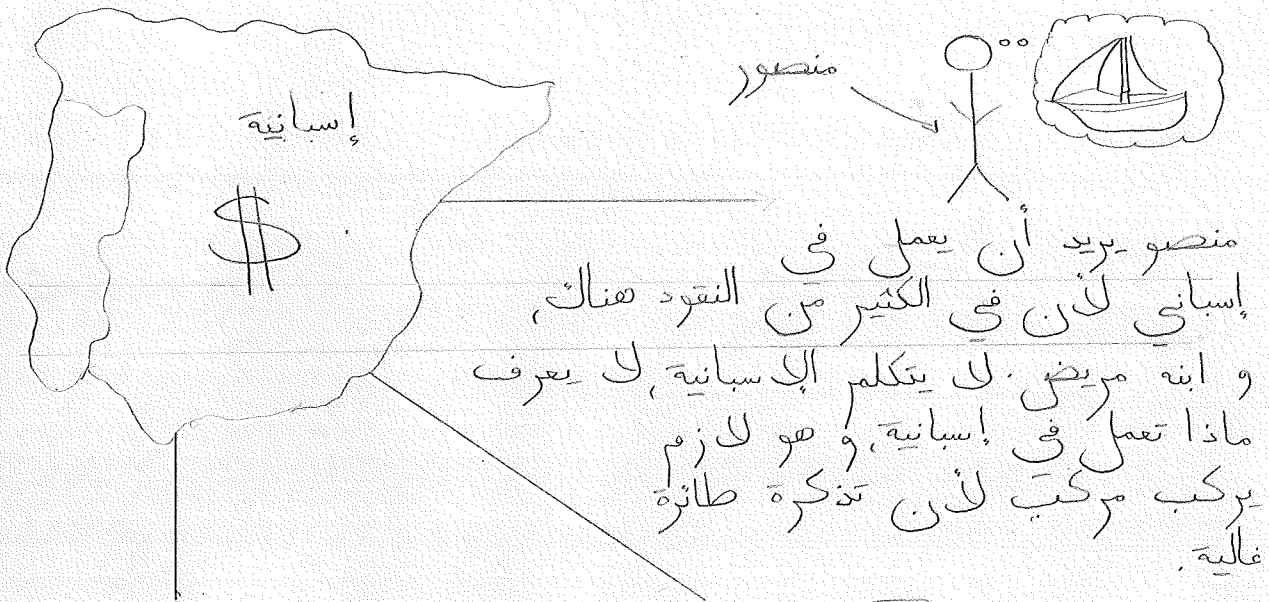 إسبانية
$
منصور
منصو يريد أن يعمل في
إسباني لأن في الكثير من النقود هناك،
و ابنه مريض. لا يتكلم الإسبانية, لا يعرف
ماذا تعمل في إسبانية, و هو لازم
يركب مركب لأن تذكرة طائرة
غالية.